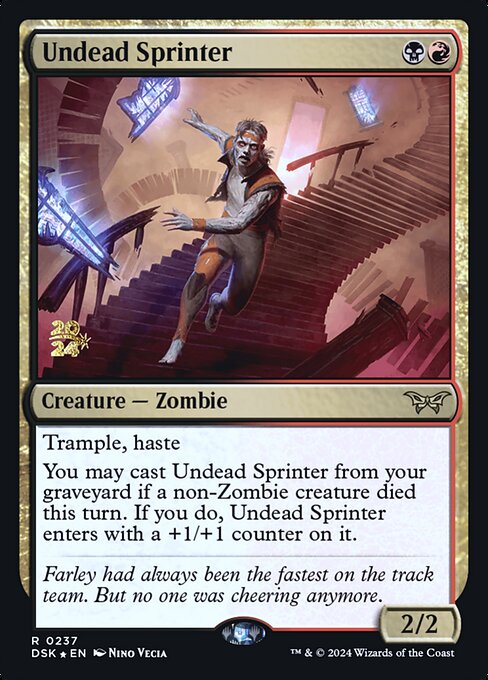 Undead Sprinter
20
24
Creature — Zombie
Trample, haste
You may cast Undead Sprinter from your
graveyard if a non-Zombie creature died
this turn. If you do, Undead Sprinter
enters with a +1/+1 counter on it.
Farley had always been the fastest on the track
team. But no one was cheering anymore.
2/2
R 0237
DSK ★ EN Nino Vecia
™ & © 2024 Wizards of the Coast